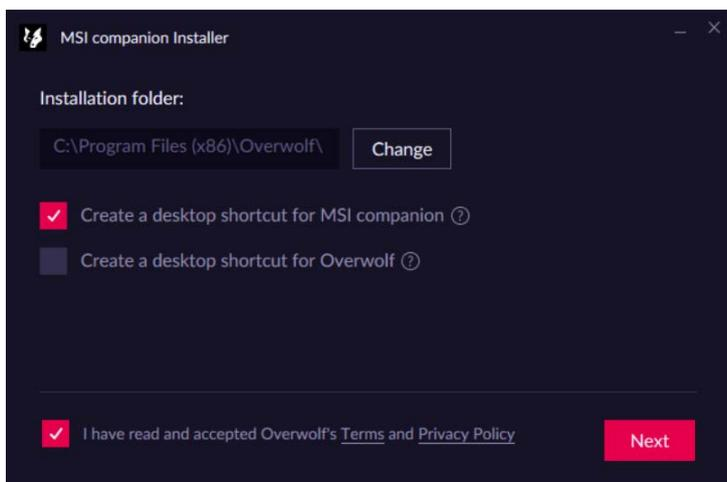 MSI companion Installer
Installation folder:
C:\Program Files (x86)\Overwolf\
Change
Create a desktop shortcut for MSI companion ?
Create a desktop shortcut for Overwolf ?
I have read and accepted Overwolf's Terms and Privacy Policy
Next